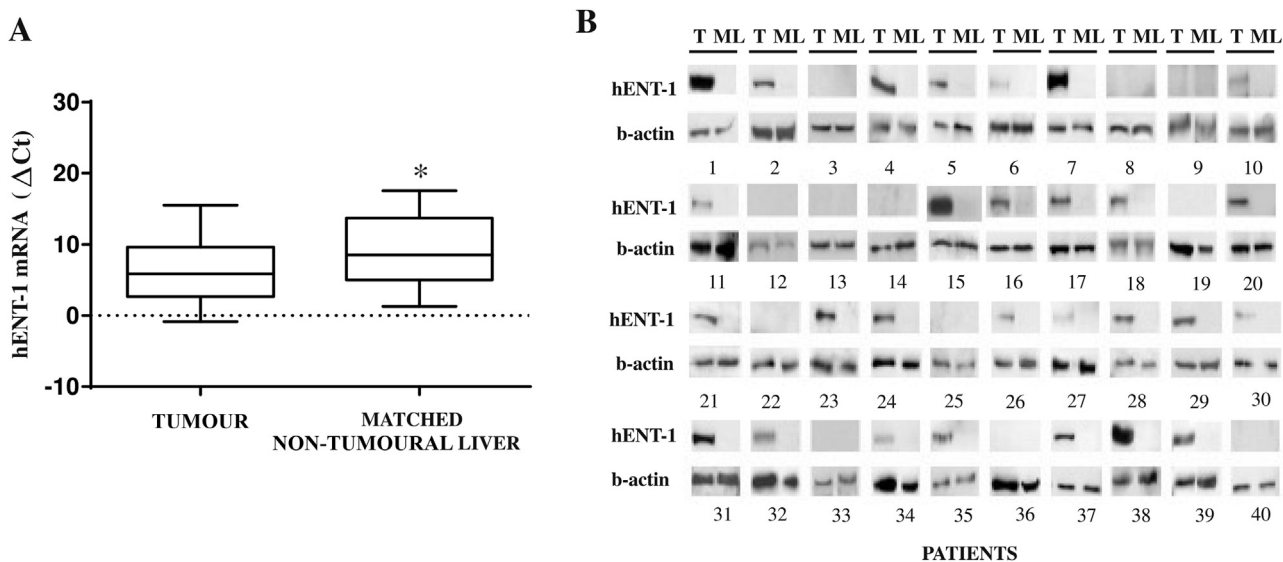 A
hENT-1 mRNA (ΔCt)
30
20
10
0
-10
*
TUMOUR
MATCHED
NON-TUMOURAL LIVER
B
T ML T ML T ML T ML T ML T ML T ML T ML T ML T ML
hENT-1
b-actin
1 2 3 4 5 6 7 8 9 10
hENT-1
b-actin
11 12 13 14 15 16 17 18 19 20
hENT-1
b-actin
21 22 23 24 25 26 27 28 29 30
hENT-1
b-actin
31 32 33 34 35 36 37 38 39 40
PATIENTS